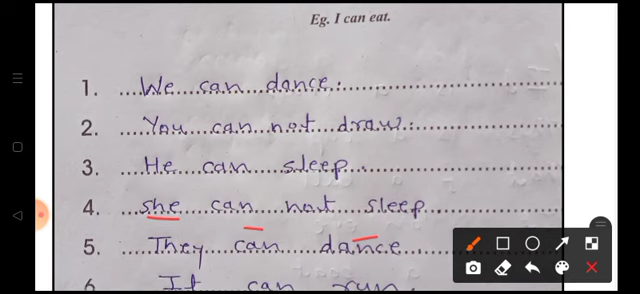 Eg. I can eat.
1. We can dance.
2. You can not draw.
3. He can sleep.
4. she can not sleep
5. They can dance
6 It can run.